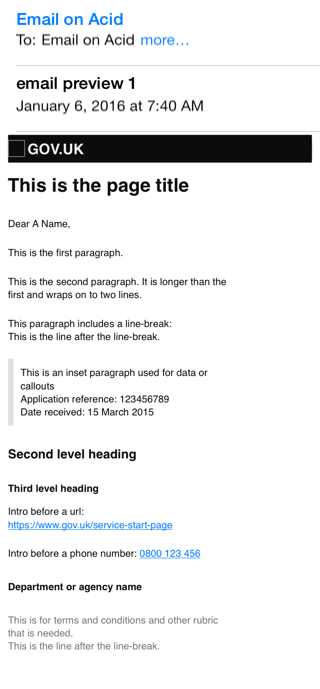 Email on Acid
To: Email on Acid more...
email preview 1
January 6, 2016 at 7:40 AM
GOV.UK
This is the page title
Dear A Name,
This is the first paragraph.
This is the second paragraph. It is longer than the
first and wraps on to two lines.
This paragraph includes a line-break:
This is the line after the line-break.
This is an inset paragraph used for data or
callouts
Application reference: 123456789
Date received: 15 March 2015
Second level heading
Third level heading
Intro before a url:
https://www.gov.uk/service-start-page
Intro before a phone number: 0800 123 456
Department or agency name
This is for terms and conditions and other rubric
that is needed.
This is the line after the line-break.